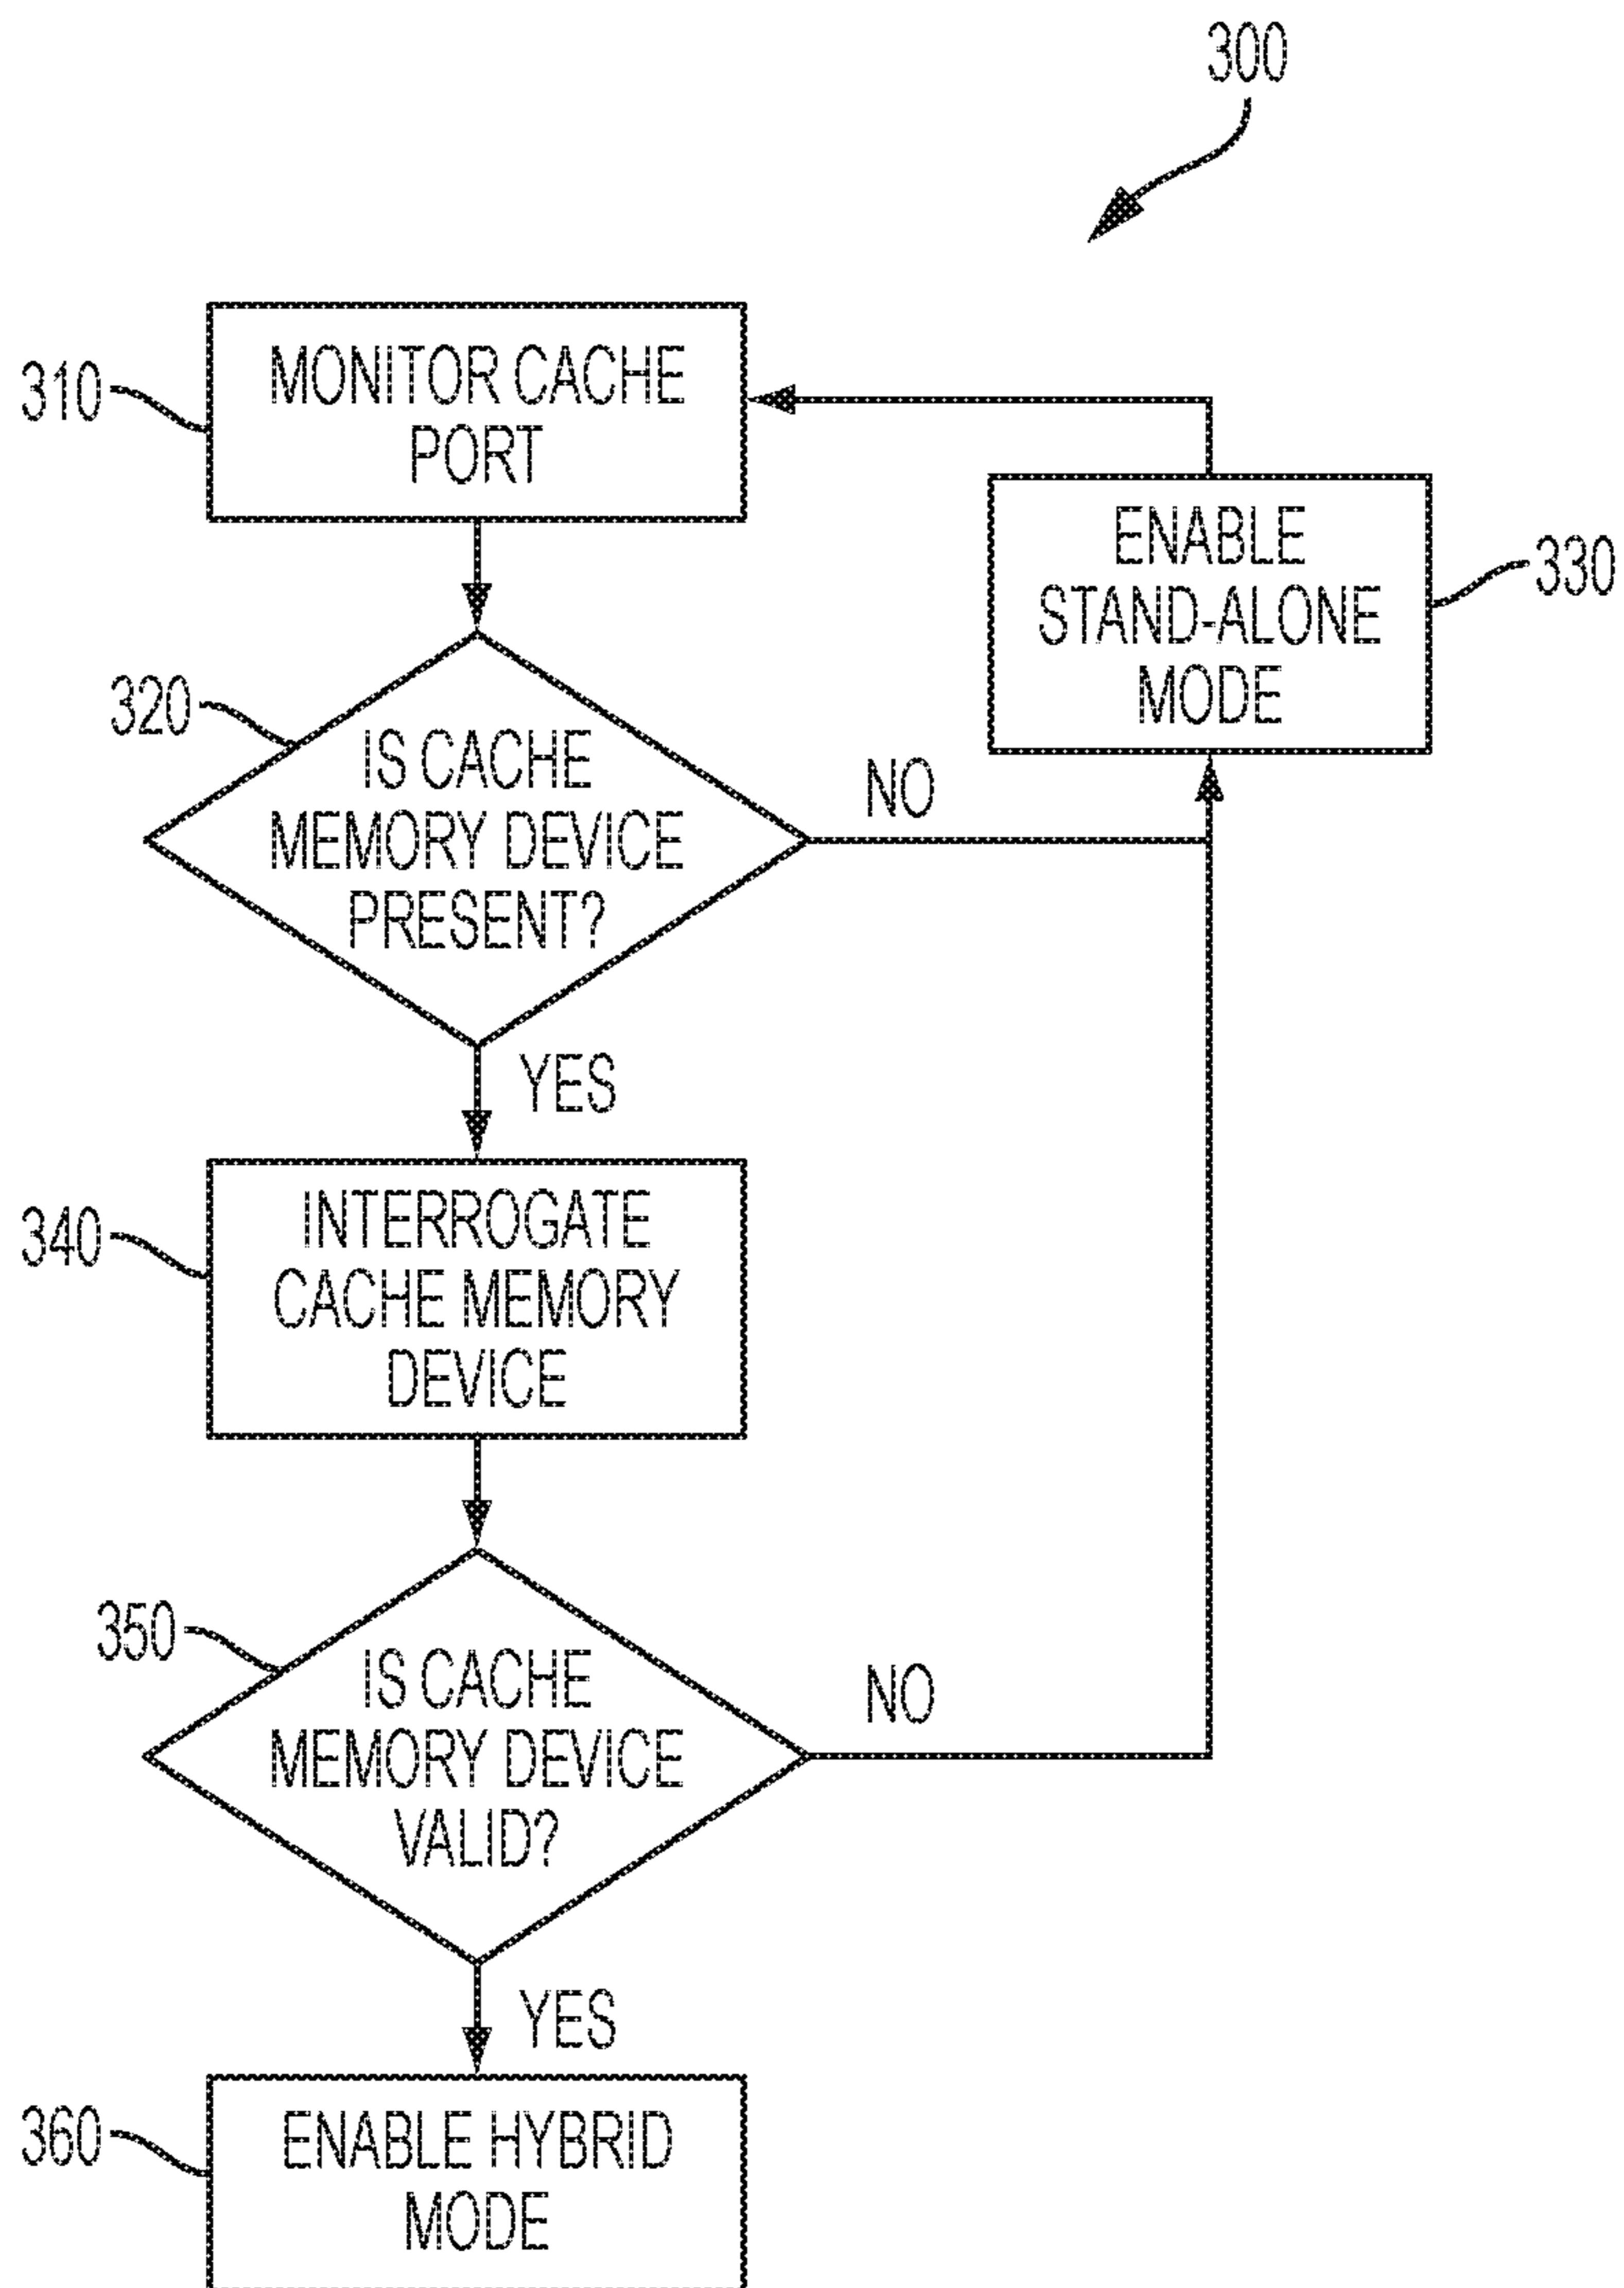 300
310
MONITOR CACHE
PORT
ENABLE
STAND-ALONE
MODE
330
320
IS CACHE
MEMORY DEVICE
PRESENT?
NO
YES
340
INTERROGATE
CACHE MEMORY
DEVICE
350
IS CACHE
MEMORY DEVICE
VALID?
NO
YES
360
ENABLE HYBRID
MODE